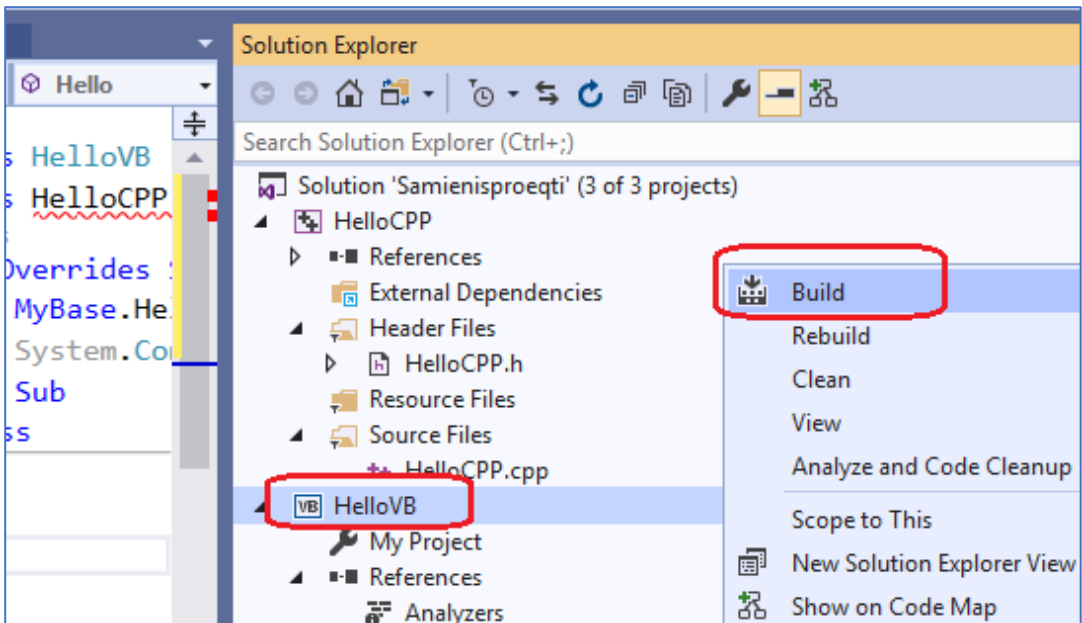 Hello
HelloVB
HelloCPP
Overrides
MyBase.He
System.Co
Sub
Solution Explorer
Search Solution Explorer (Ctrl+;)
Solution 'Samienisproeqti' (3 of 3 projects)
HelloCPP
References
External Dependencies
Header Files
HelloCPP.h
Resource Files
Source Files
HelloCPP.cpp
VB HelloVB
My Project
References
Analyzers
Build
Rebuild
Clean
View
Analyze and Code Cleanup
Scope to This
New Solution Explorer View
Show on Code Map